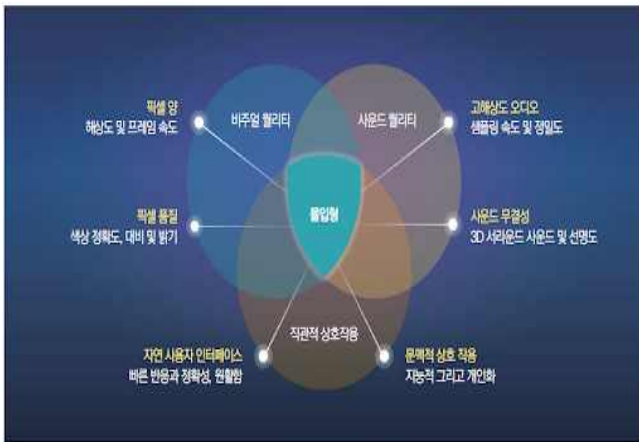 픽셀 양
해상도 및 프레임 속도
비주얼 퀄리티
사운드 퀄리티
고해상도 오디오
샘플링 속도 및 정밀도
몰입형
픽셀 품질
색상 정확도, 대비 및 밝기
사운드 무결성
3D 서라운드 사운드 및 선명도
직관적 상호작용
자연 사용자 인터페이스
빠른 반응과 정확성, 원활함
문맥적 상호 작용
지능적 그리고 개인화